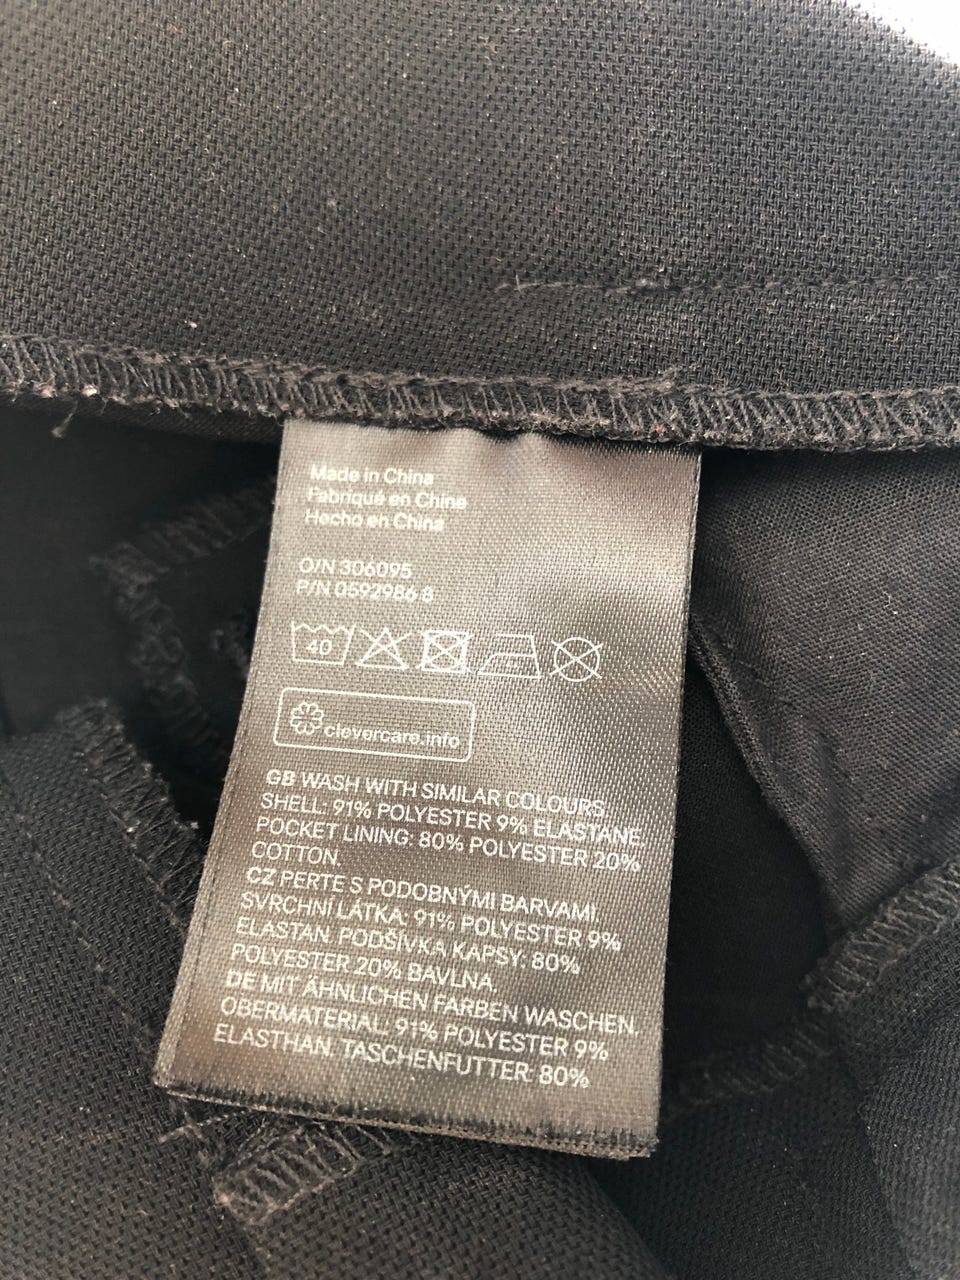 Made in China
Fabriqué en Chine
Hecho en China
O/N 306095
P/N 0592986 8
40
clevercare.info
GB WASH WITH SIMILAR COLOURS.
SHELL: 91% POLYESTER 9% ELASTANE.
POCKET LINING: 80% POLYESTER 20%
COTTON.
CZ PERTE S PODOBNÝMI BARVAMI.
SVRCHNÍ LÁTKA: 91% POLYESTER 9%
ELASTAN. PODŠÍVKA KAPSY: 80%
POLYESTER 20% BAVLNA.
DE MIT ÄHNLICHEN FARBEN WASCHEN.
OBERMATERIAL: 91% POLYESTER 9%
ELASTHAN. TASCHENFUTTER: 80%